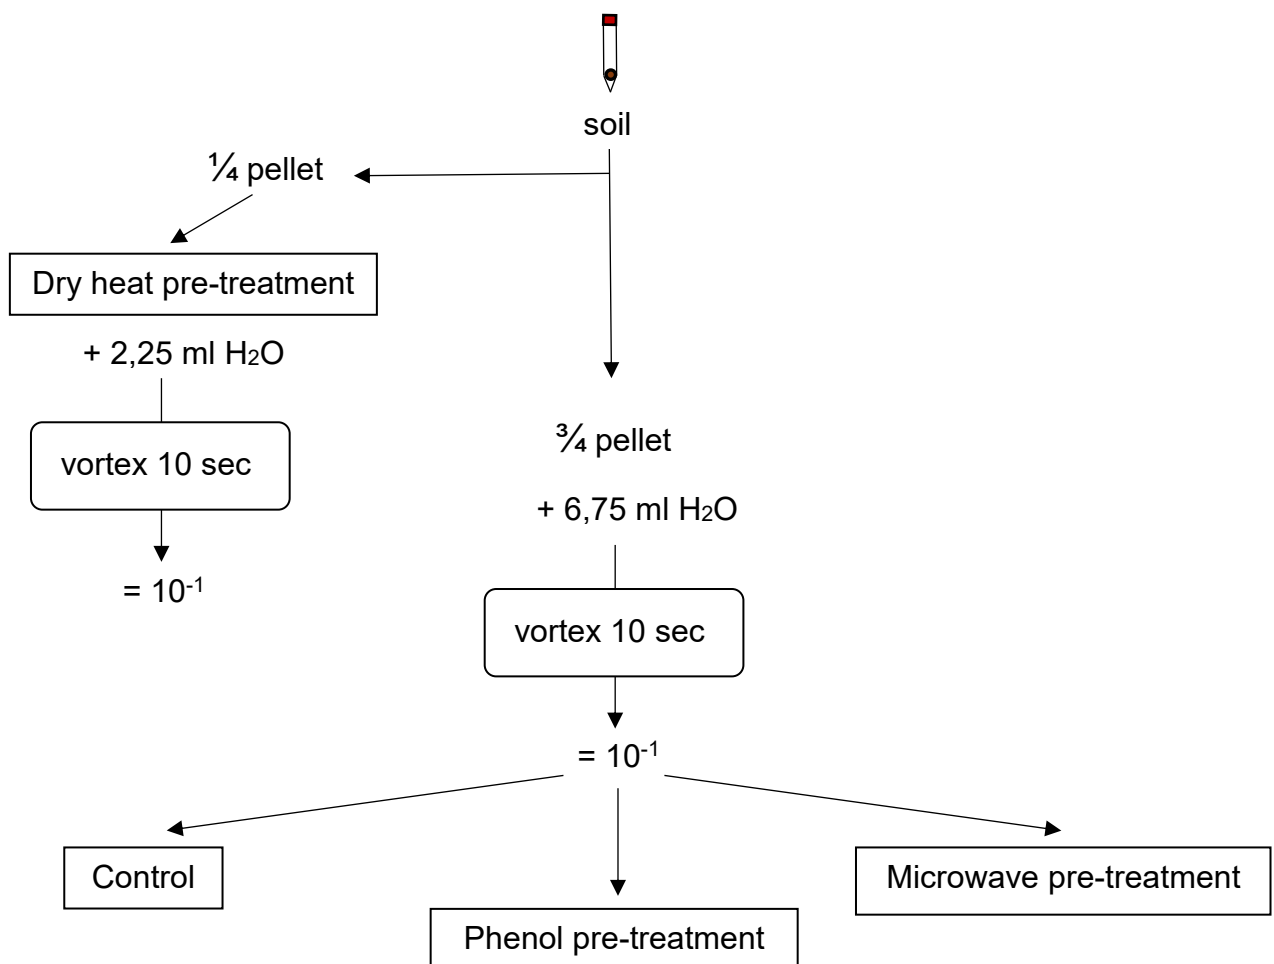 soil
¼ pellet
Dry heat pre-treatment
+ 2,25 ml H₂O
vortex 10 sec
= 10⁻¹
¾ pellet
+ 6,75 ml H₂O
vortex 10 sec
= 10⁻¹
Control
Phenol pre-treatment
Microwave pre-treatment